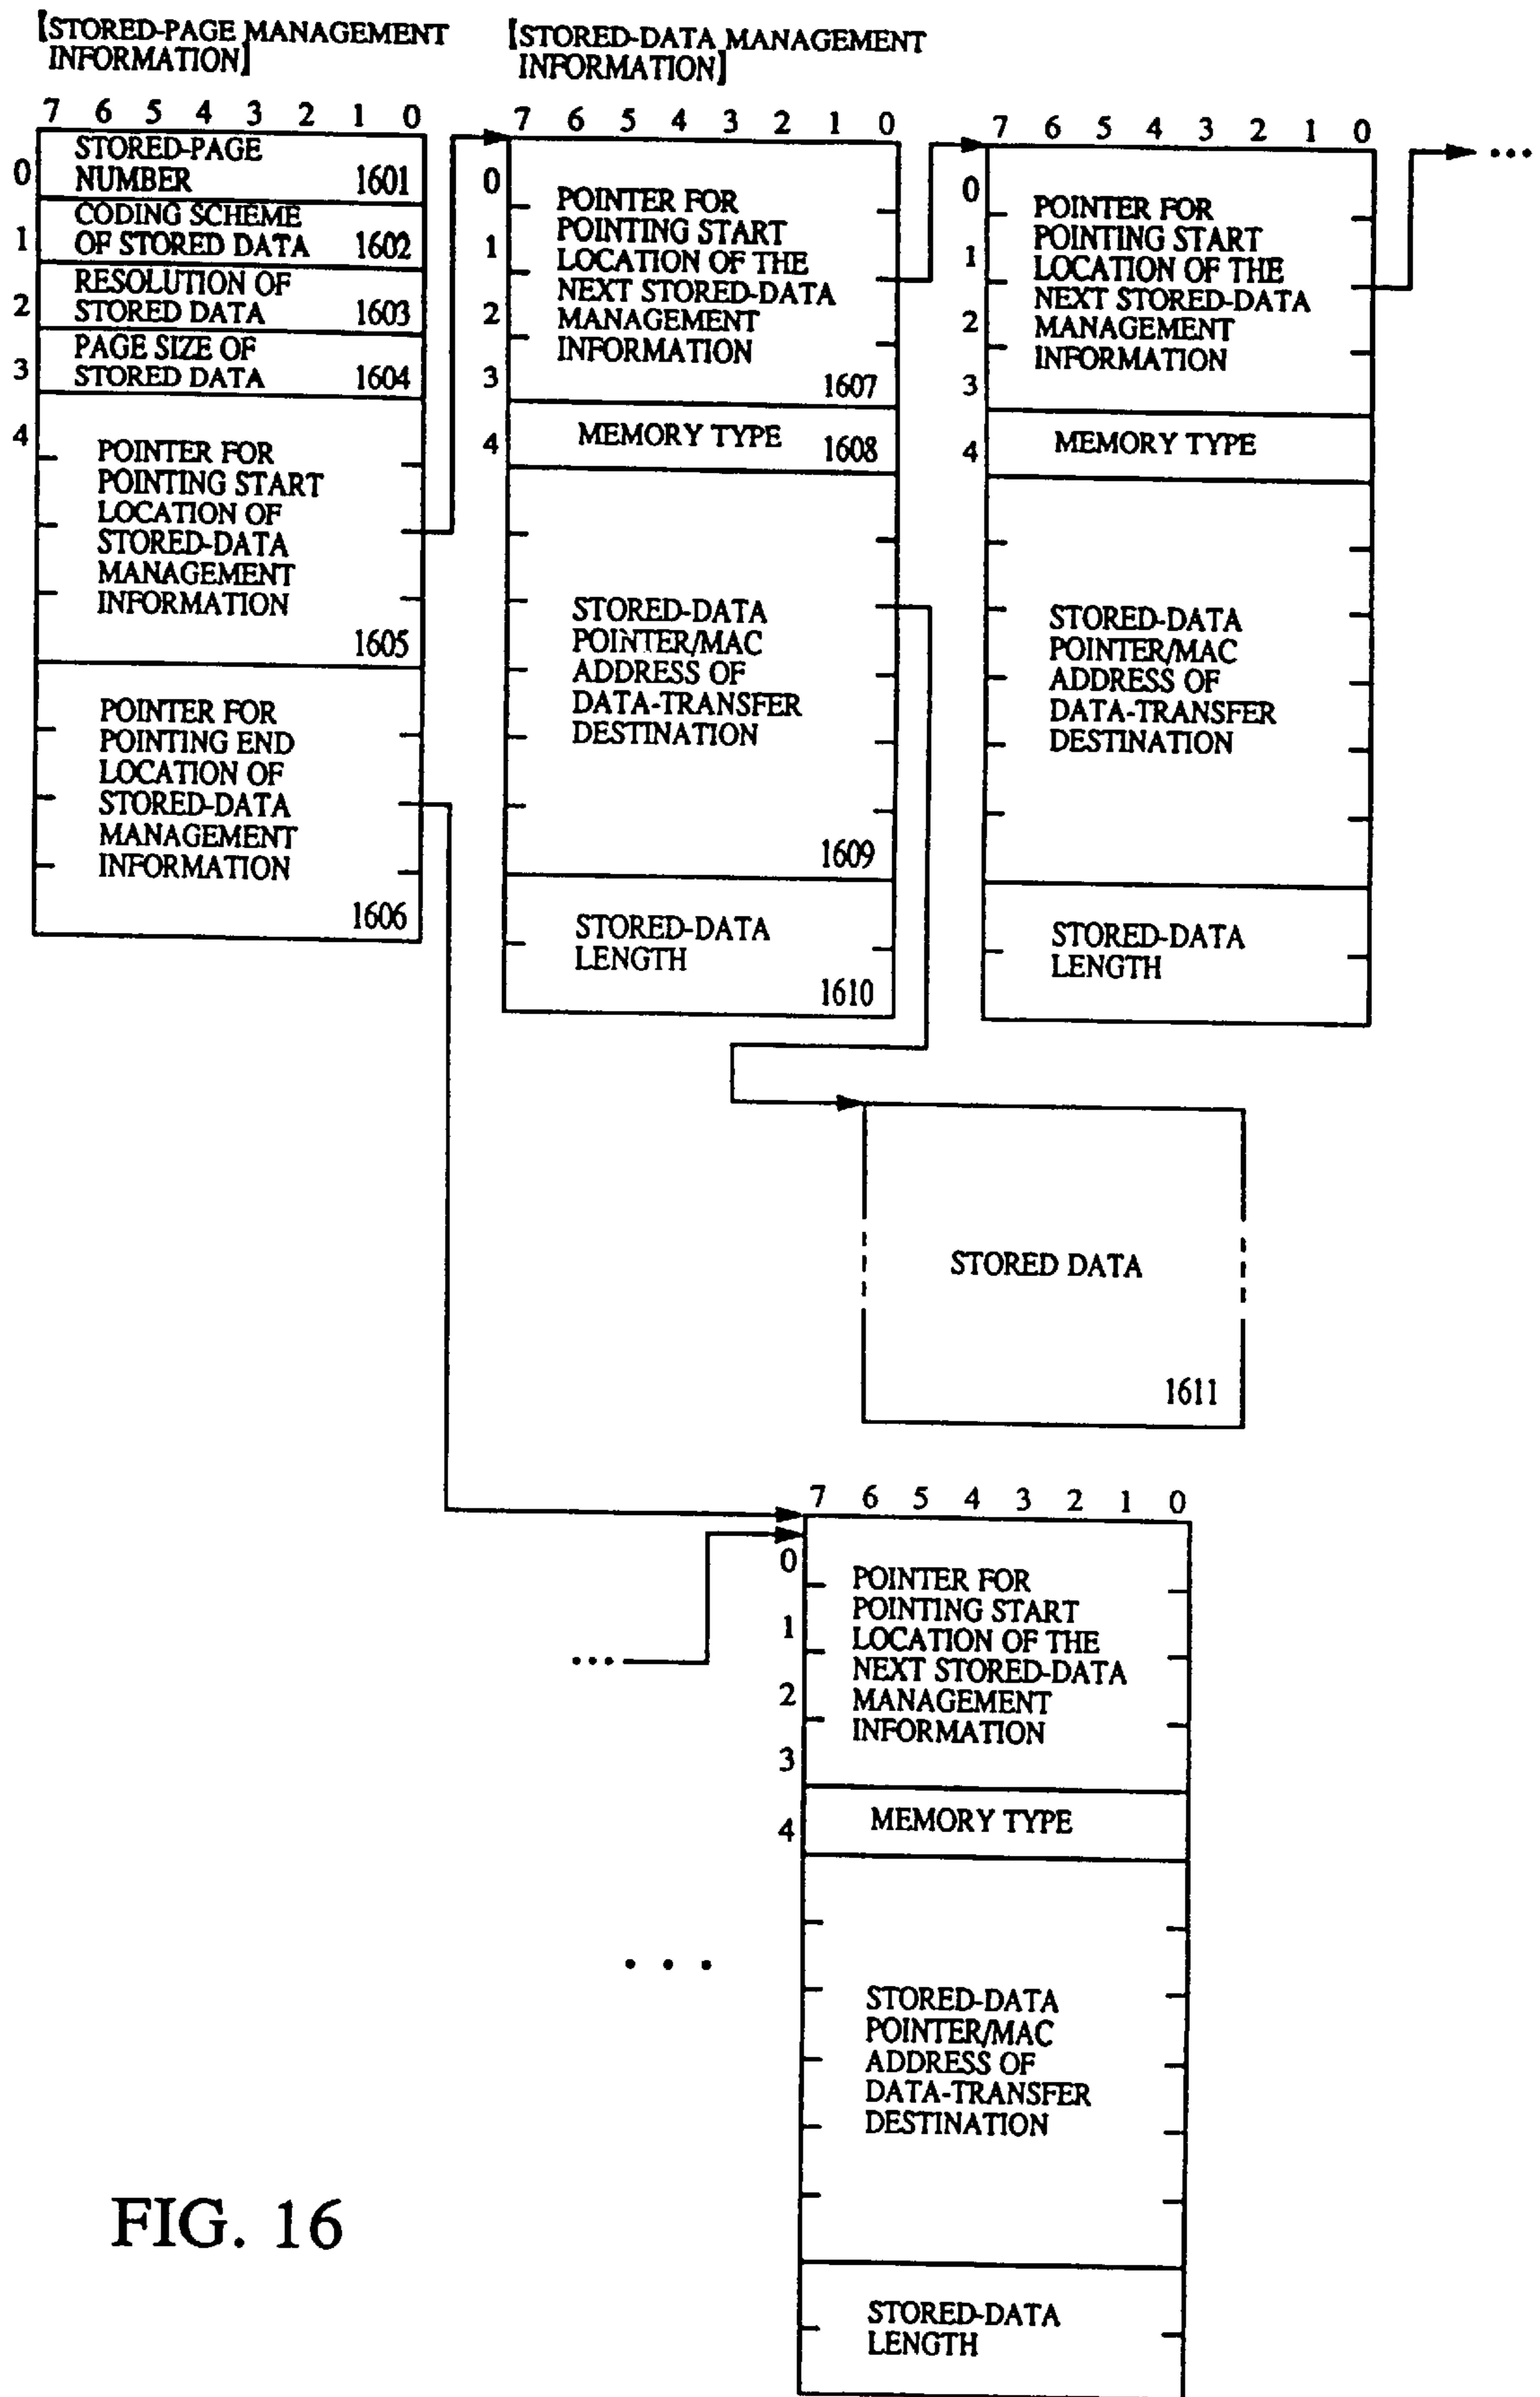 [STORED-PAGE MANAGEMENT
INFORMATION]
7 6 5 4 3 2 1 0
0
STORED-PAGE
NUMBER 1601
1
CODING SCHEME
OF STORED DATA 1602
2
RESOLUTION OF
STORED DATA 1603
3
PAGE SIZE OF
STORED DATA 1604
4
POINTER FOR
POINTING START
LOCATION OF
STORED-DATA
MANAGEMENT
INFORMATION
1605
POINTER FOR
POINTING END
LOCATION OF
STORED-DATA
MANAGEMENT
INFORMATION
1606
[STORED-DATA MANAGEMENT
INFORMATION]
7 6 5 4 3 2 1 0
0
1
2
3
POINTER FOR
POINTING START
LOCATION OF THE
NEXT STORED-DATA
MANAGEMENT
INFORMATION
1607
4
MEMORY TYPE 1608
STORED-DATA
POINTER/MAC
ADDRESS OF
DATA-TRANSFER
DESTINATION
1609
STORED-DATA
LENGTH
1610
7 6 5 4 3 2 1 0
0
1
2
3
POINTER FOR
POINTING START
LOCATION OF THE
NEXT STORED-DATA
MANAGEMENT
INFORMATION
4
MEMORY TYPE
STORED-DATA
POINTER/MAC
ADDRESS OF
DATA-TRANSFER
DESTINATION
STORED-DATA
LENGTH
...
STORED DATA
1611
7 6 5 4 3 2 1 0
0
1
2
3
POINTER FOR
POINTING START
LOCATION OF THE
NEXT STORED-DATA
MANAGEMENT
INFORMATION
...
4
MEMORY TYPE
...
STORED-DATA
POINTER/MAC
ADDRESS OF
DATA-TRANSFER
DESTINATION
STORED-DATA
LENGTH
FIG. 16